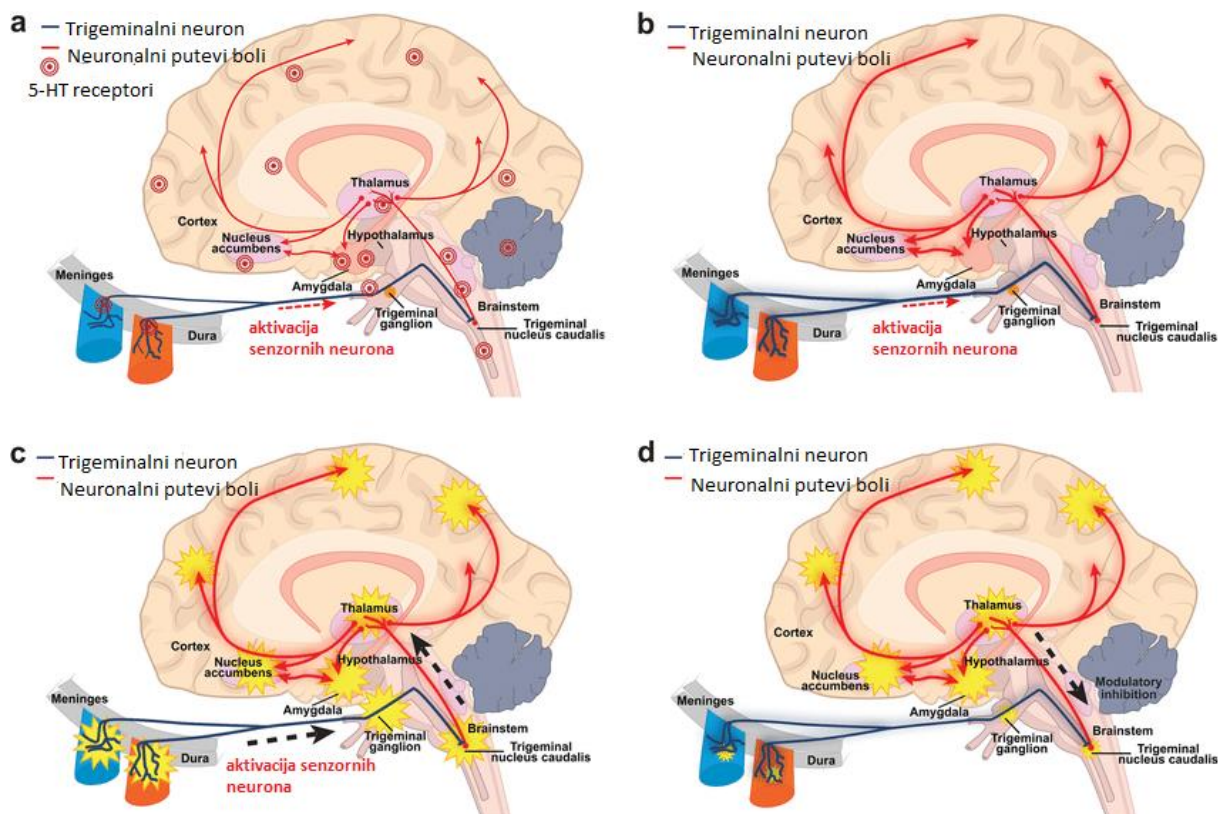 a
Trigeminalni neuron
Neuronalni putevi boli
5-HT receptori
Thalamus
Cortex
Nucleus
accumbens
Hypothalamus
Meninges
Amygdala
Brainstem
Trigeminal
ganglion
Trigeminal
nucleus caudalis
Dura
aktivacija
senzornih neurona
b
Trigeminalni neuron
Neuronalni putevi boli
Thalamus
Cortex
Nucleus
accumbens
Hypothalamus
Meninges
Amygdala
Brainstem
Trigeminal
ganglion
Trigeminal
nucleus caudalis
Dura
aktivacija
senzornih neurona
c
Trigeminalni neuron
Neuronalni putevi boli
Thalamus
Cortex
Nucleus
accumbens
Hypothalamus
Meninges
Amygdala
Brainstem
Trigeminal
ganglion
Trigeminal
nucleus caudalis
Dura
aktivacija senzornih
neurona
d
Trigeminalni neuron
Neuronalni putevi boli
Thalamus
Cortex
Nucleus
accumbens
Hypothalamus
Modulatory
inhibition
Meninges
Amygdala
Brainstem
Trigeminal
ganglion
Trigeminal
nucleus caudalis
Dura